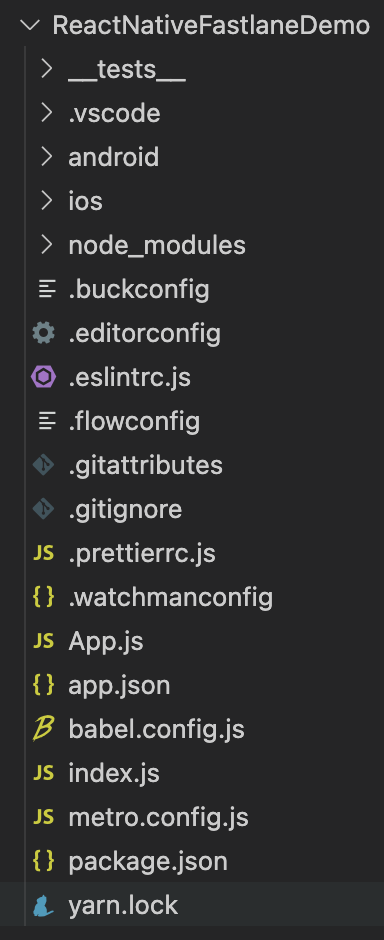 ReactNativeFastlaneDemo
__tests__
.vscode
android
ios
node_modules
.buckconfig
.editorconfig
.eslintrc.js
.flowconfig
.gitattributes
.gitignore
JS .prettierrc.js
{} .watchmanconfig
JS App.js
{} app.json
B babel.config.js
JS index.js
JS metro.config.js
{} package.json
yarn.lock